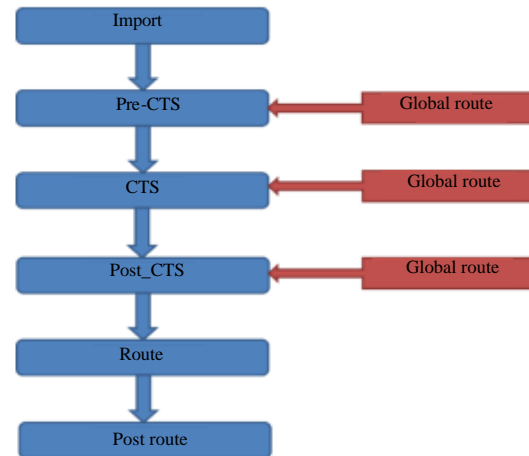 Import
Pre-CTS
Global route
CTS
Global route
Post_CTS
Global route
Route
Post route